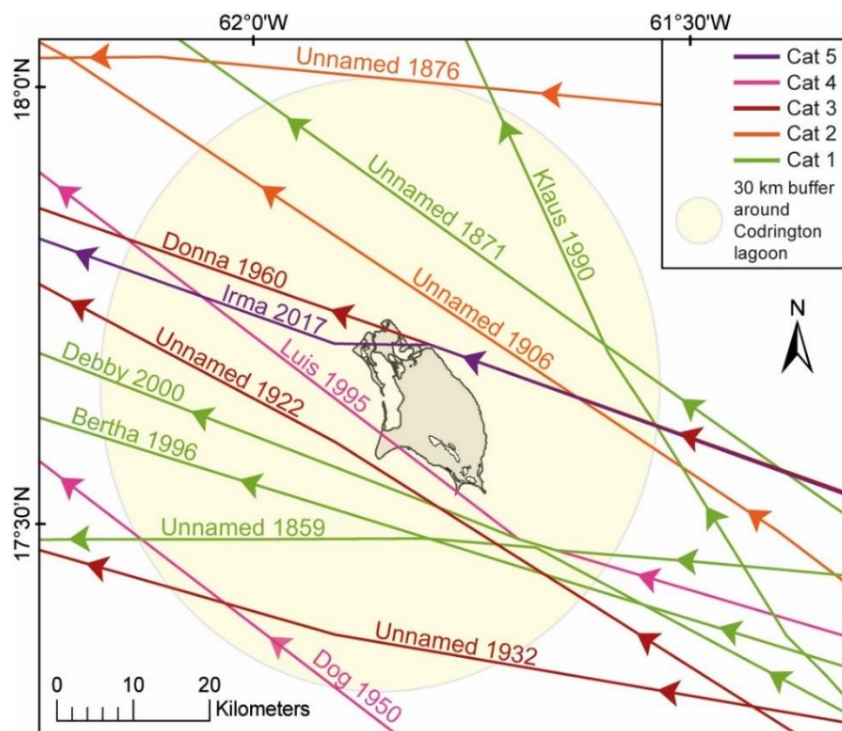 62°0'W
61°30'W
18°0'N
17°30'N
Unnamed 1876
Unnamed 1871
Klaus 1990
Donna 1960
Irma 2017
Unnamed 1906
Unnamed 1922
Luis 1995
Debby 2000
Bertha 1996
Unnamed 1859
Unnamed 1932
Dog 1950
Cat 5
Cat 4
Cat 3
Cat 2
Cat 1
30 km buffer
around
Codrington
lagoon
N
0 10 20
Kilometers